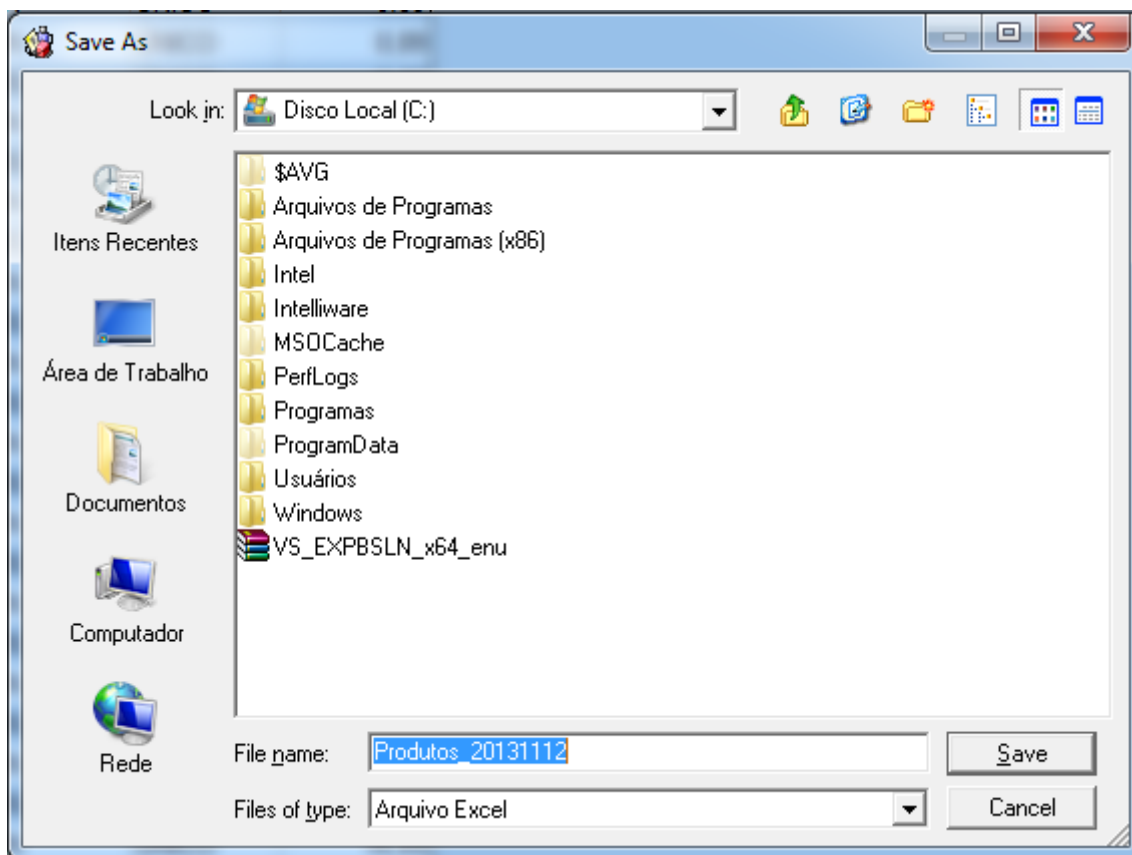 Save As
Look in: Disco Local (C:)
$AVG
Arquivos de Programas
Arquivos de Programas (x86)
Intel
Intelliware
MSOCache
PerfLogs
Programas
ProgramData
Usuários
Windows
VS_EXPBSLN_x64_enu
Itens Recentes
Área de Trabalho
Documentos
Computador
Rede
File name: Produtos_20131112 Save
Files of type: Arquivo Excel Cancel